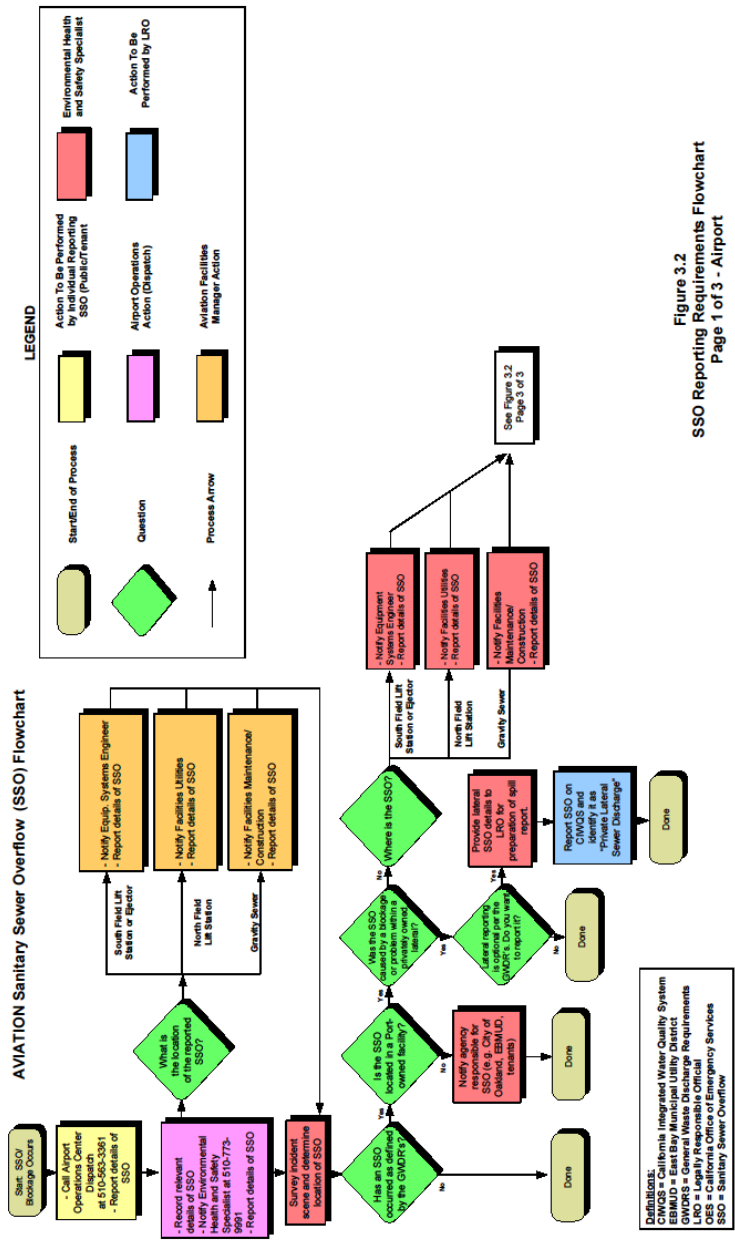 AVIATION Sanitary Sewer Overflow (SSO) Flowchart
Start: SSO/
Blockage Occurs
- Call Airport
Operations Center
Dispatch
at 510-563-3361
- Report details of
SSO
- Record relevant
details of SSO
- Notify Environmental
Health and Safety
Specialist at 510-773-
9991
- Report details of SSO
What is
the location
of the reported
SSO?
South Field Lift
Station or Ejector
North Field
Lift Station
Gravity Sewer
- Notify Equip. Systems Engineer
- Report details of SSO
- Notify Facilities Utilities
- Report details of SSO
- Notify Facilities Maintenance/
Construction
- Report details of SSO
Survey incident
scene and determine
location of SSO
Has an SSO
occurred as defined
by the GWDR's?
No
Done
Yes
Is the SSO
located in a Port-
owned facility?
No
Notify agency
responsible for
SSO (e.g. City of
Oakland, EBMUD,
tenants)
Done
Yes
Was the SSO
caused by a blockage
or problem within a
privately owned
lateral?
Yes
Lateral reporting
is optional per the
GWDR's. Do you want
to report it?
No
Done
Yes
Provide lateral
SSO details to
LRO for
preparation of spill
report.
Report SSO on
CIWQS and
identify it as
"Private Lateral
Sewer Discharge"
Done
No
Where is the SSO?
South Field Lift
Station or Ejector
North Field
Lift Station
Gravity Sewer
- Notify Equipment
Systems Engineer
- Report details of SSO
- Notify Facilities Utilities
- Report details of SSO
- Notify Facilities
Maintenance/
Construction
- Report details of SSO
See Figure 3.2
Page 3 of 3
LEGEND
Start/End of Process
Question
Process Arrow
Action To Be Performed
by Individual Reporting
SSO (Public/Tenant)
Airport Operations
Action (Dispatch)
Aviation Facilities
Manager Action
Environmental Health
and Safety Specialist
Action To Be
Performed by LRO
Definitions:
CIWQS = California Integrated Water Quality System
EBMUD = East Bay Municipal Utility District
GWDRS = General Waste Discharge Requirements
LRO = Legally Responsible Official
OES = California Office of Emergency Services
SSO = Sanitary Sewer Overflow
Figure 3.2
SSO Reporting Requirements Flowchart
Page 1 of 3 - Airport